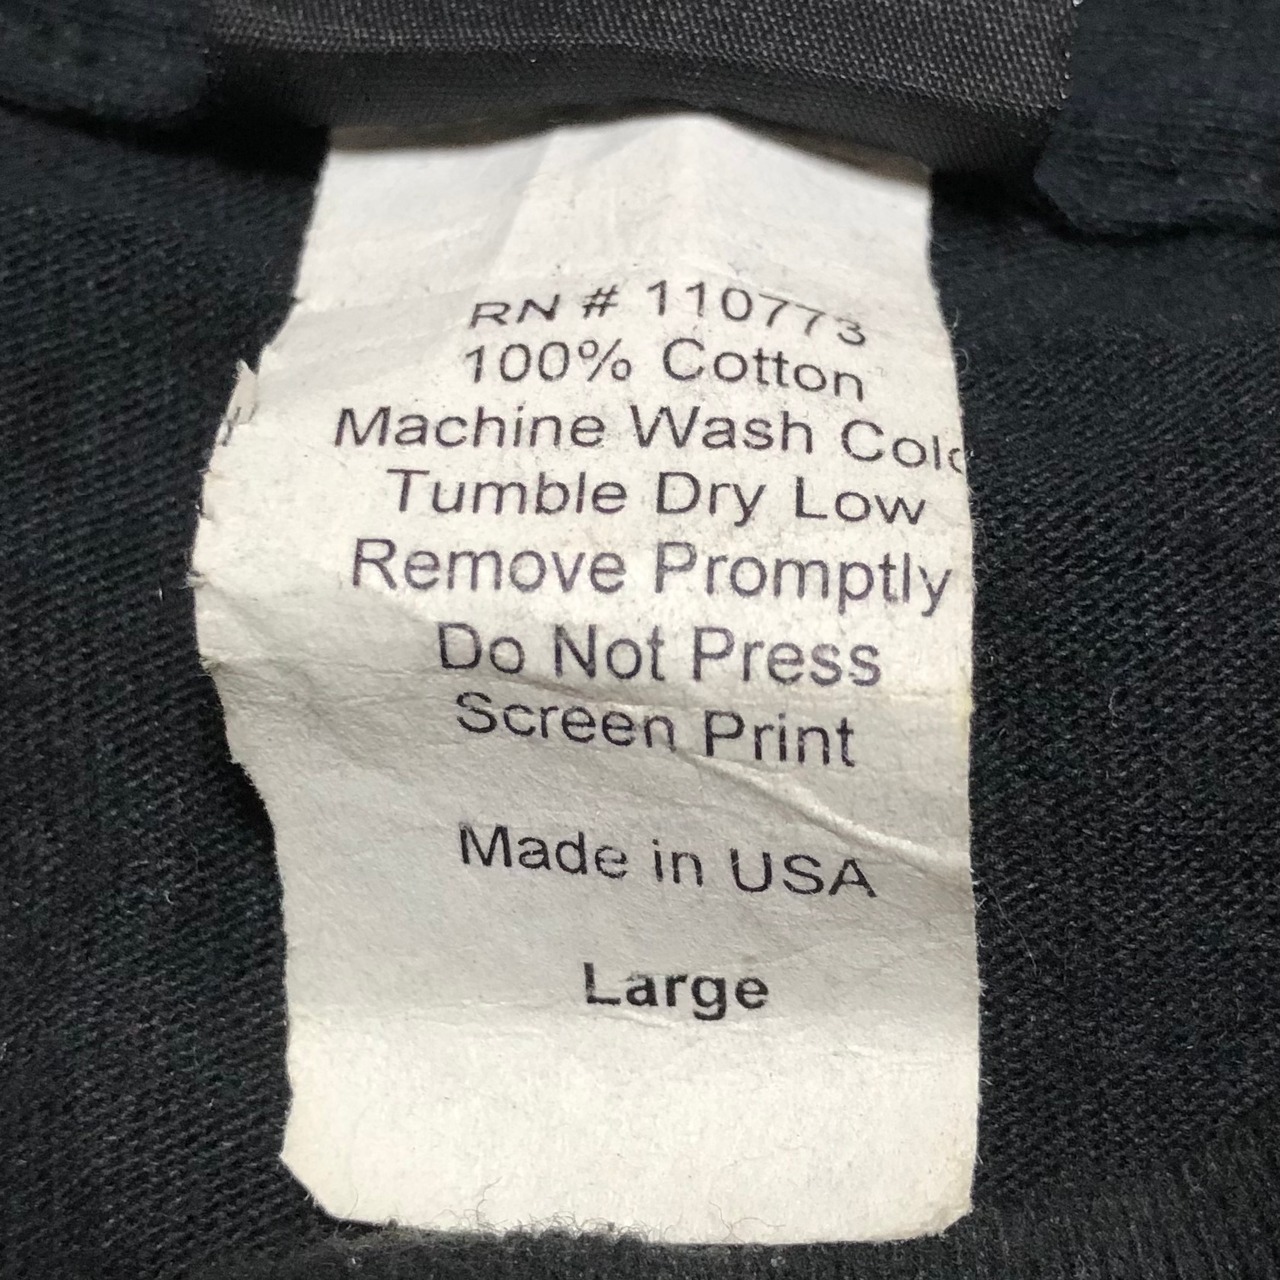 RN # 110773
100% Cotton
Machine Wash Cold
Tumble Dry Low
Remove Promptly
Do Not Press
Screen Print
Made in USA
Large